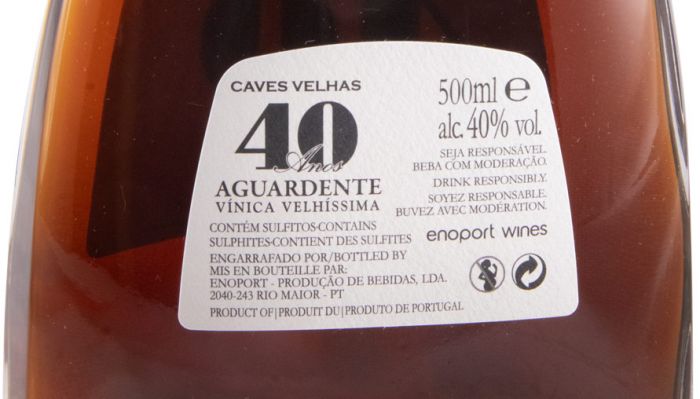 CAVES VELHAS
40
Anos
AGUARDENTE
VÍNICA VELHÍSSIMA
CONTÉM SULFITOS-CONTAINS
SULPHITES-CONTIENT DES SULFITES
ENGARRAFADO POR/BOTTLED BY
MIS EN BOUTEILLE PAR:
ENOPORT - PRODUÇÃO DE BEBIDAS, LDA.
2040-243 RIO MAIOR - PT
PRODUCT OF|PRODUIT DU|PRODUTO DE PORTUGAL
500ml e
alc. 40% vol.
SEJA RESPONSÁVEL.
BEBA COM MODERAÇÃO.
DRINK RESPONSIBLY.
SOYEZ RESPONSABLE.
BUVEZ AVEC MODÉRATION.
enoport wines